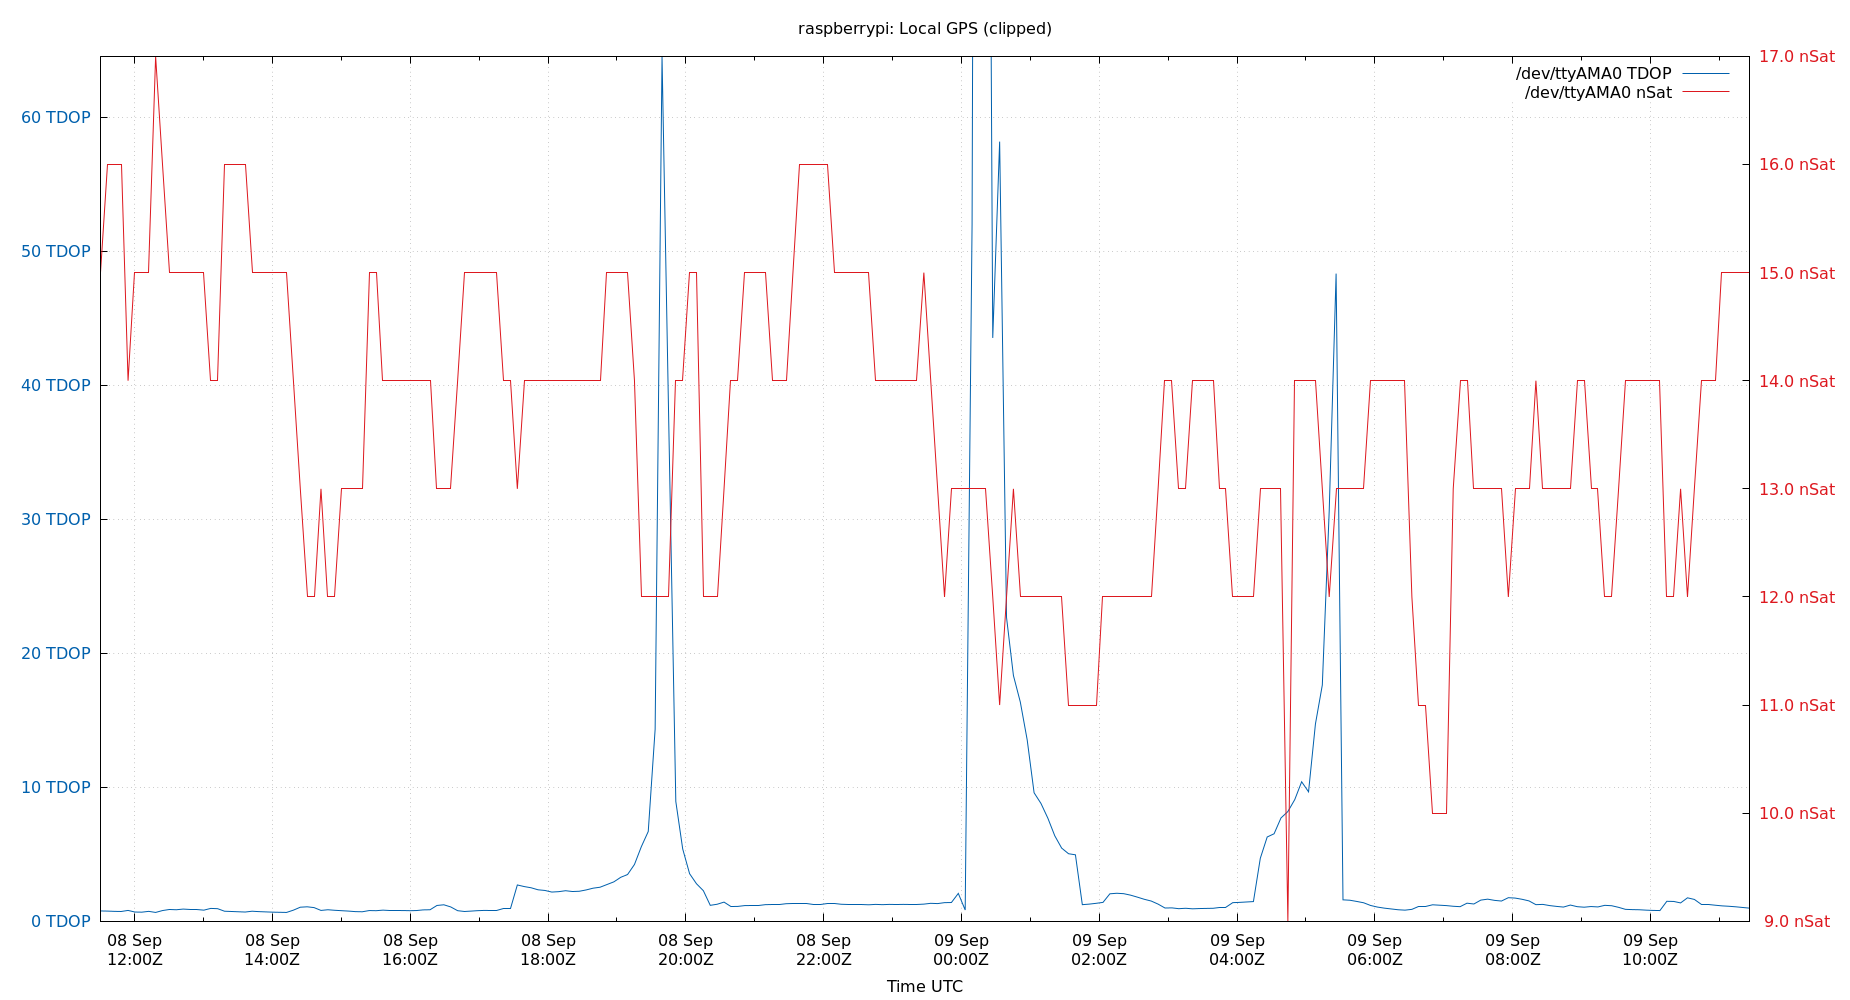 raspberrypi: Local GPS (clipped)
/dev/ttyAMA0 TDOP
/dev/ttyAMA0 nSat
60 TDOP
50 TDOP
40 TDOP
30 TDOP
20 TDOP
10 TDOP
0 TDOP
17.0 nSat
16.0 nSat
15.0 nSat
14.0 nSat
13.0 nSat
12.0 nSat
11.0 nSat
10.0 nSat
9.0 nSat
08 Sep
12:00Z
08 Sep
14:00Z
08 Sep
16:00Z
08 Sep
18:00Z
08 Sep
20:00Z
08 Sep
22:00Z
09 Sep
00:00Z
09 Sep
02:00Z
09 Sep
04:00Z
09 Sep
06:00Z
09 Sep
08:00Z
09 Sep
10:00Z
Time UTC